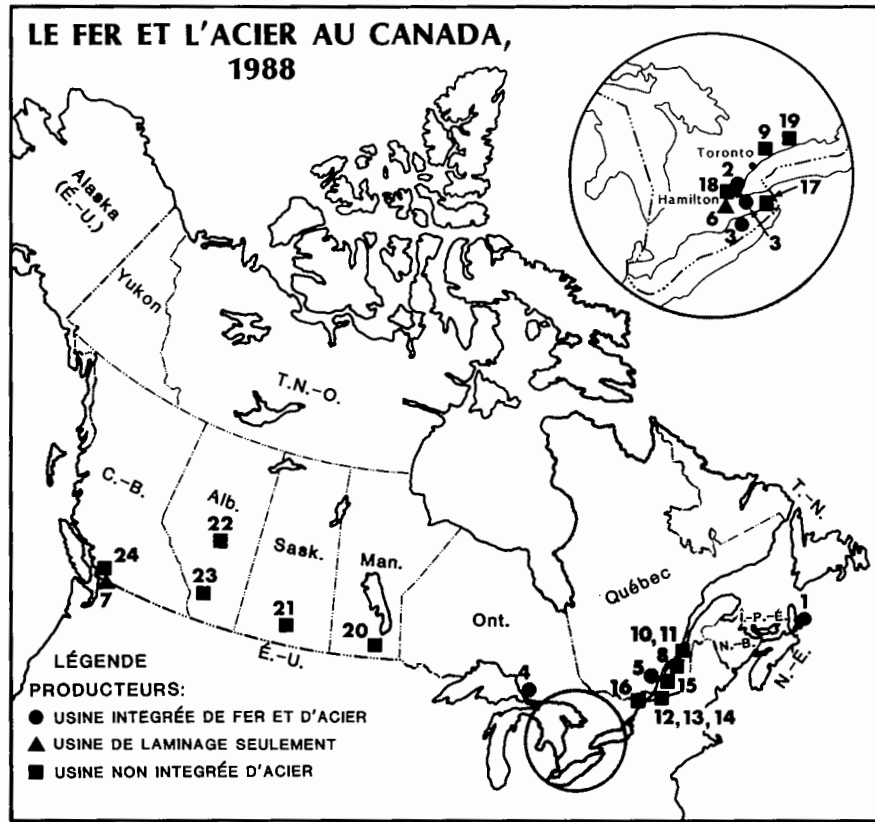 LE FER ET L'ACIER AU CANADA,
1988
Alaska
(É.-U.)
Yukon
T.N.-O.
C.-B.
Alb.
Sask.
Man.
Ont.
Québec
T.-N.
Î.-P.-É.
N.-B.
N.-É.
É.-U.
24
7
22
23
21
20
4
16
5
8
10, 11
15
12, 13, 14
1
Toronto
Hamilton
9
19
2
18
17
6
3
3
LÉGENDE
PRODUCTEURS:
USINE INTEGRÉE DE FER ET D'ACIER
USINE DE LAMINAGE SEULEMENT
USINE NON INTEGRÉE D'ACIER